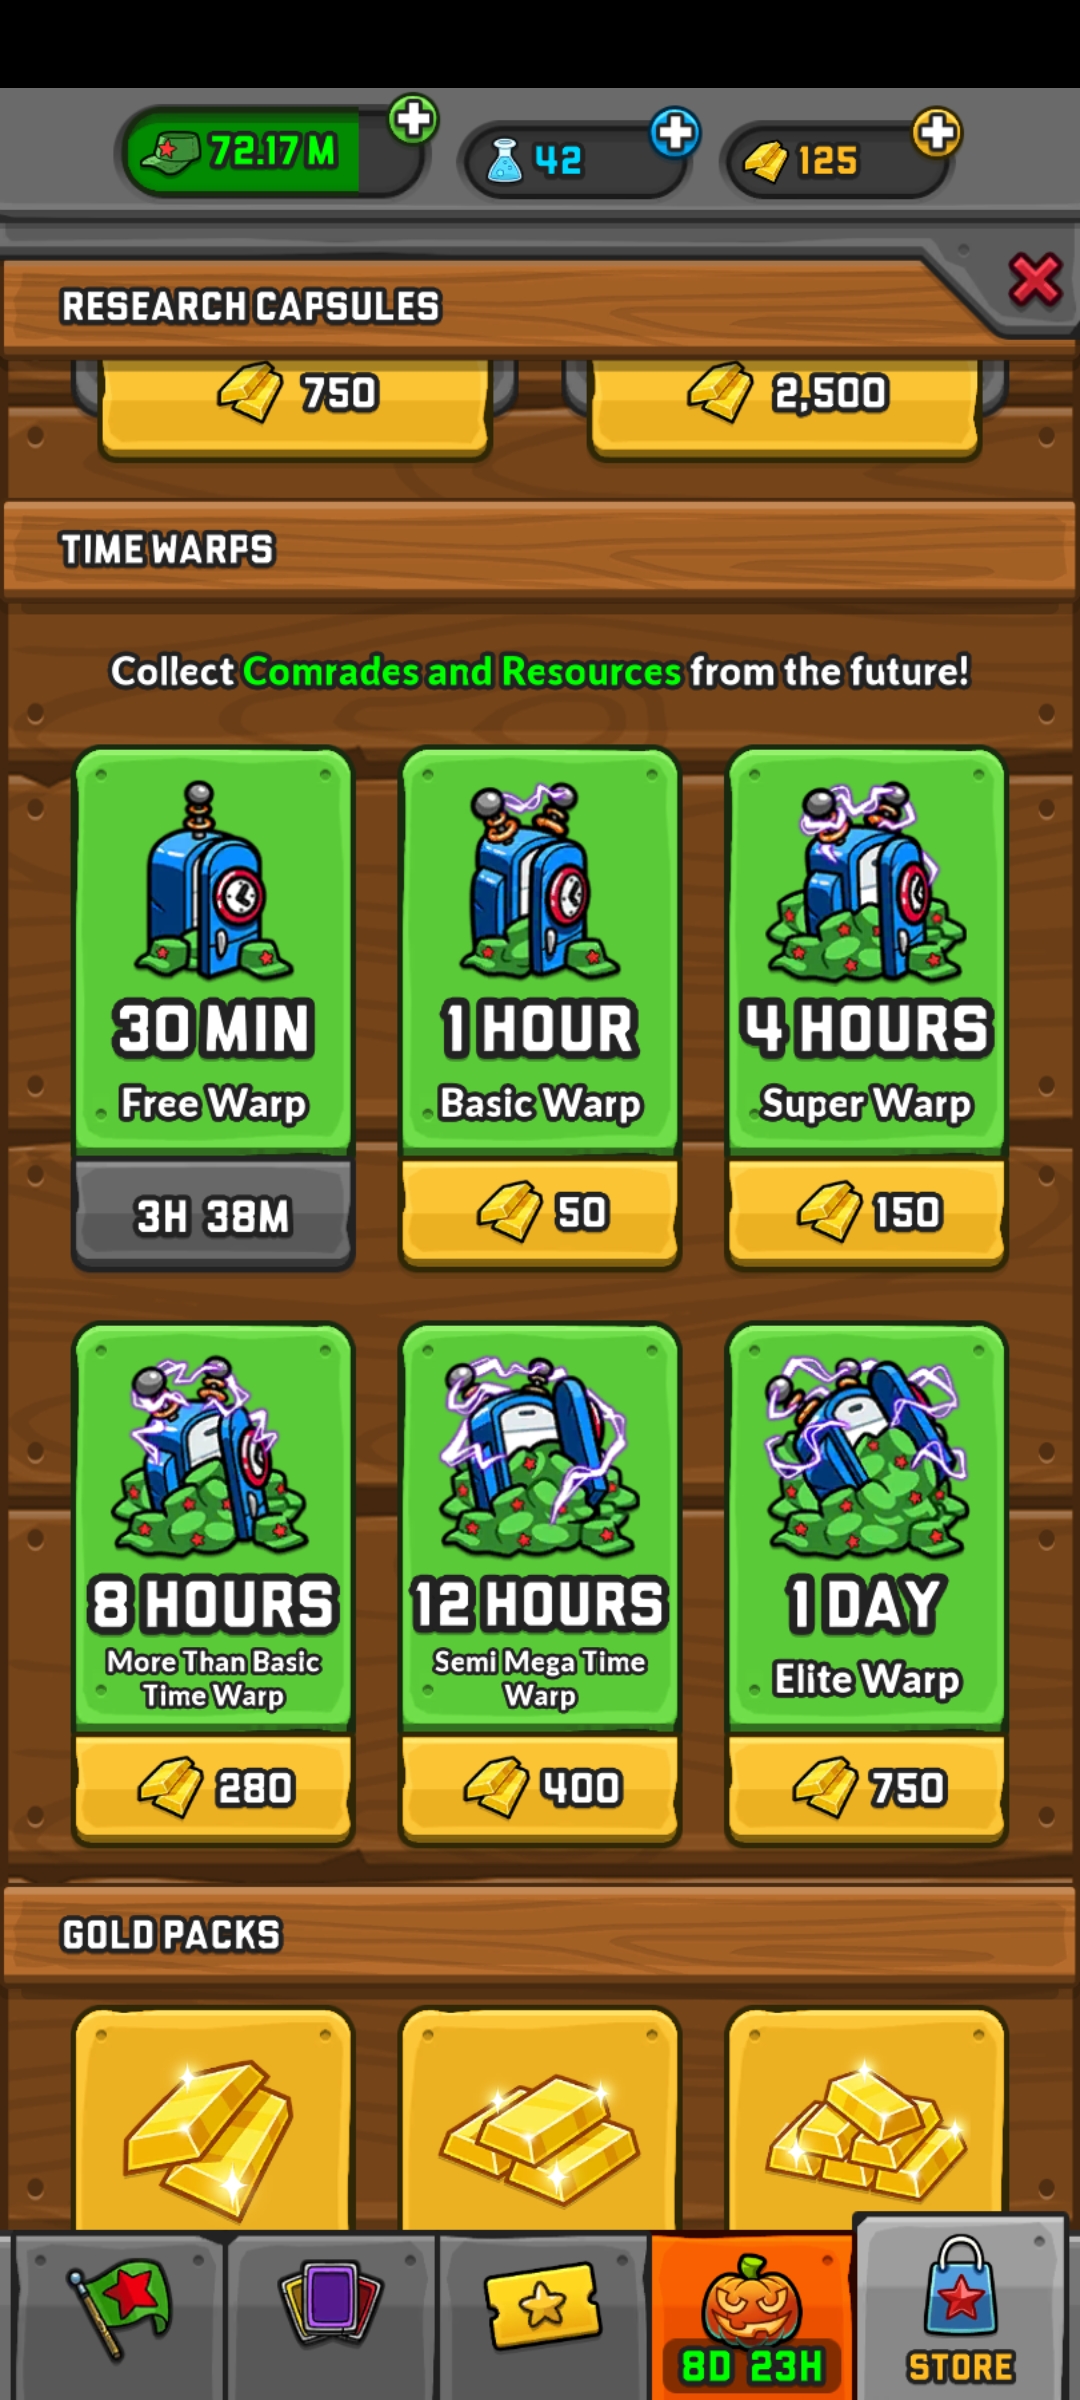 72.17M
42
125
RESEARCH CAPSULES
750
2,500
TIME WARPS
Collect Comrades and Resources from the future!
30 MIN
Free Warp
3H 38M
1 HOUR
Basic Warp
50
4 HOURS
Super Warp
150
8 HOURS
More Than Basic
Time Warp
280
12 HOURS
Semi Mega Time
Warp
400
1 DAY
Elite Warp
750
GOLD PACKS
8D 23H
STORE